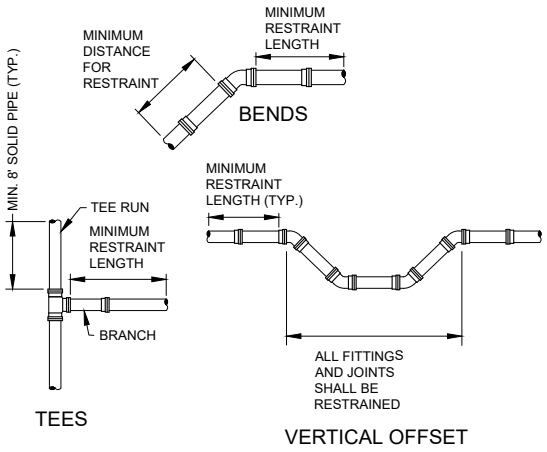 MINIMUM
DISTANCE
FOR
RESTRAINT
MINIMUM
RESTRAINT
LENGTH
BENDS
MIN. 8' SOLID PIPE (TYP.)
TEE RUN
MINIMUM
RESTRAINT
LENGTH
BRANCH
TEES
MINIMUM
RESTRAINT
LENGTH (TYP.)
ALL FITTINGS
AND JOINTS
SHALL BE
RESTRAINED
VERTICAL OFFSET